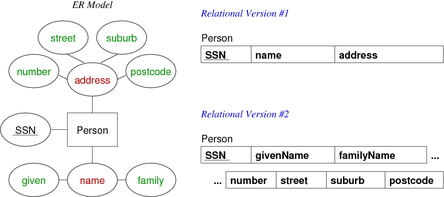 ER Model
street
suburb
number
address
postcode
SSN
Person
given
name
family
Relational Version #1
Person
SSN name address
Relational Version #2
Person
SSN givenName familyName ...
... number street suburb postcode